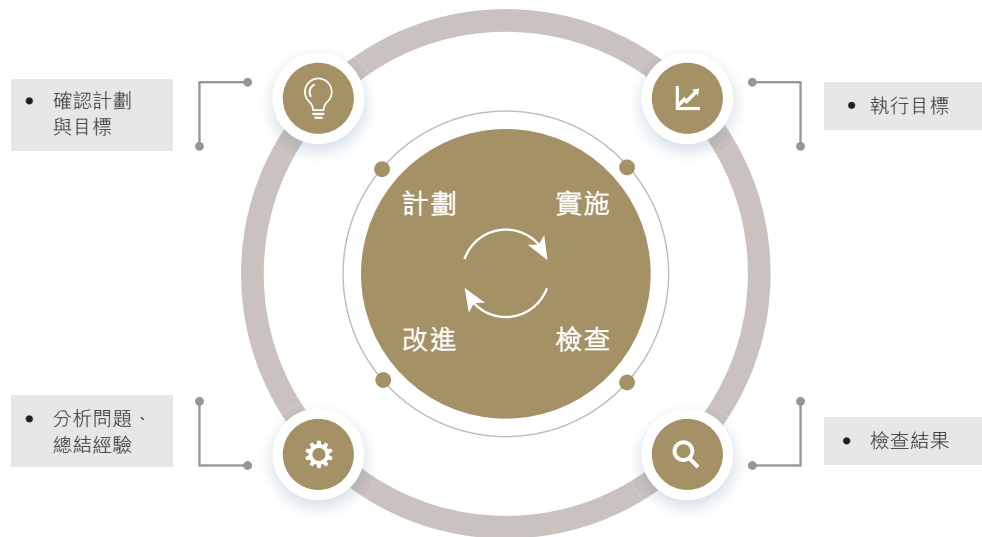 • 確認計劃
與目標
• 執行目標
計劃
實施
改進
檢查
• 分析問題、
總結經驗
• 檢查結果